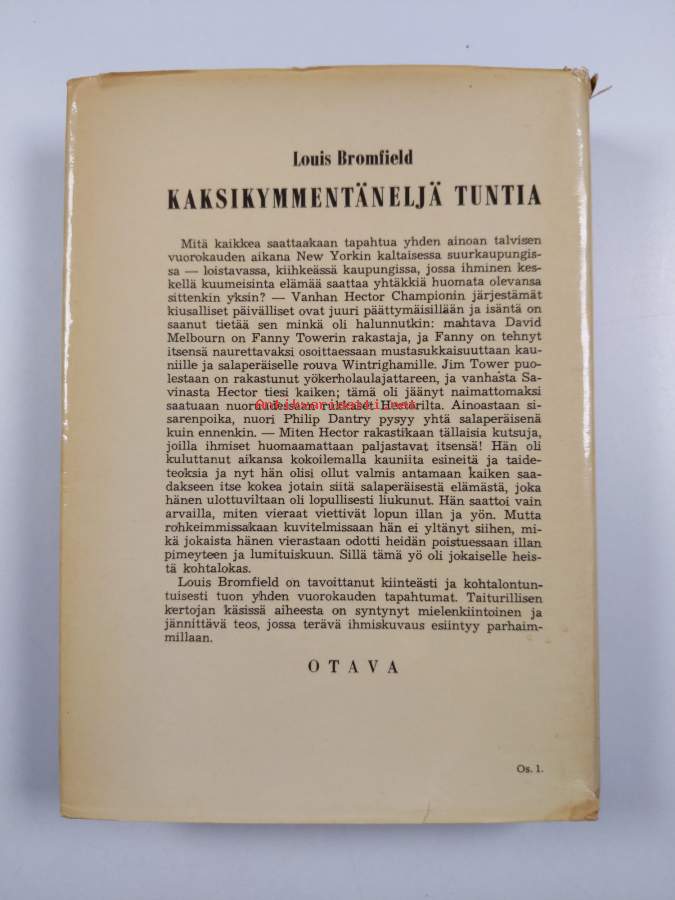 Louis Bromfield
KAKSIKYMMENTÄNELJÄ TUNTIA
Mitä kaikkea saattaakaan tapahtua yhden ainoan talvisen
vuorokauden aikana New Yorkin kaltaisessa suurkaupungis-
sa — loistavassa, kiihkeässä kaupungissa, jossa ihminen kes-
kellä kuumeisinta elämää saattaa yhtäkkiä huomata olevansa
sittenkin yksin? — Vanhan Hector Championin järjestämät
kiusalliset päivälliset ovat juuri päättymäisillään ja isäntä on
saanut tietää sen minkä oli halunnutkin: mahtava David
Melbourn on Fanny Towerin rakastaja, ja Fanny on tehnyt
itsensä naurettavaksi osoittaessaan mustasukkaisuuttaan kau-
niille ja salaperäiselle rouva Wintrighamille. Jim Tower puo-
lestaan on rakastunut yökerholaulajattareen, ja vanhasta Sa-
vinasta Hector tiesi kaiken; tämä oli jäänyt naimattomaksi
saatuaan nuoruudessaan rukkaset Hectorilta. Ainoastaan si-
sarenpoika, nuori Philip Dantry pysyy yhtä salaperäisenä
kuin ennenkin. — Miten Hector rakastikaan tällaisia kutsuja,
joilla ihmiset huomaamattaan paljastavat itsensä! Hän oli
kuluttanut aikansa kokoilemalla kauniita esineitä ja taide-
teoksia ja nyt hän olisi ollut valmis antamaan kaiken saa-
dakseen itse kokea jotain siitä salaperäisestä elämästä, joka
hänen ulottuviltaan oli lopullisesti liukunut. Hän saattoi vain
arvailla, miten vieraat viettivät lopun illan ja yön. Mutta
rohkeimmissakaan kuvitelmissaan hän ei yltänyt siihen, mi-
kä jokaista hänen vierastaan odotti heidän poistuessaan illan
pimeyteen ja lumituiskuun. Sillä tämä yö oli jokaiselle heis-
tä kohtalokas.
Louis Bromfield on tavoittanut kiinteästi ja kohtalontun-
tuisesti tuon yhden vuorokauden tapahtumat. Taiturillisen
kertojan käsissä aiheesta on syntynyt mielenkiintoinen ja
jännittävä teos, jossa terävä ihmiskuvaus esiintyy parhaim-
millaan.
OTAVA
Os. 1.